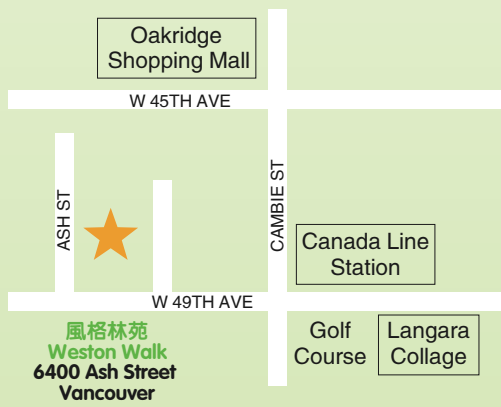 Oakridge
Shopping Mall
W 45TH AVE
ASH ST
CAMBIE ST
Canada Line
Station
W 49TH AVE
風格林苑
Weston Walk
6400 Ash Street
Vancouver
Golf
Course
Langara
Collage